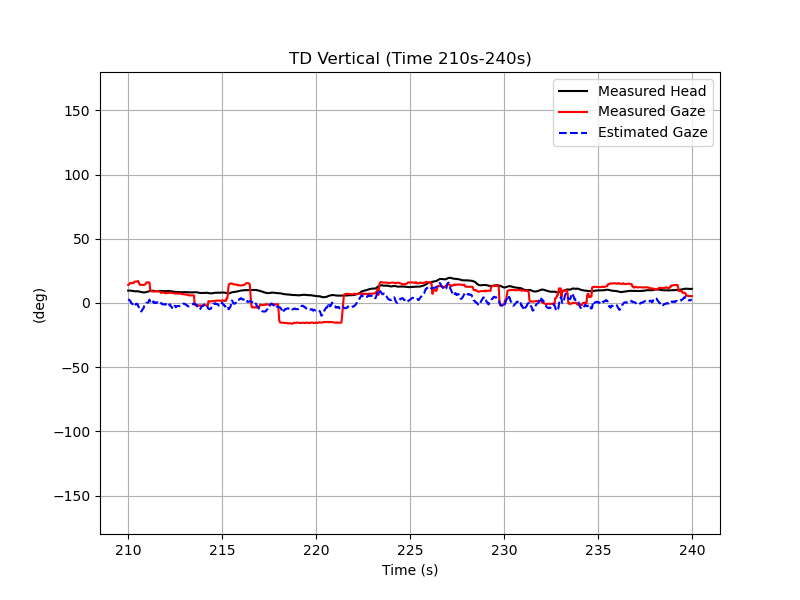 TD Vertical (Time 210s-240s)
Measured Head
Measured Gaze
Estimated Gaze
150
100
50
0
−50
−100
−150
(deg)
210 215 220 225 230 235 240
Time (s)